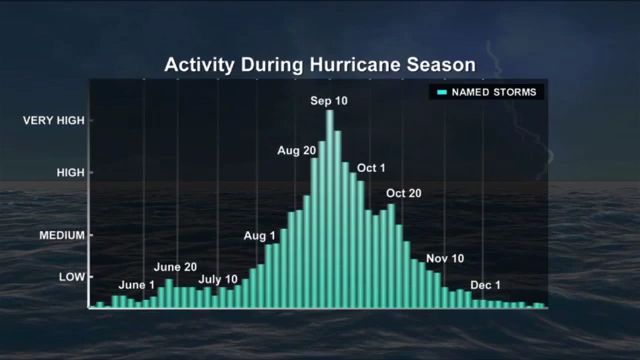 Activity During Hurricane Season
NAMED STORMS
VERY HIGH
HIGH
MEDIUM
LOW
June 1
June 20
July 10
Aug 1
Aug 20
Sep 10
Oct 1
Oct 20
Nov 10
Dec 1